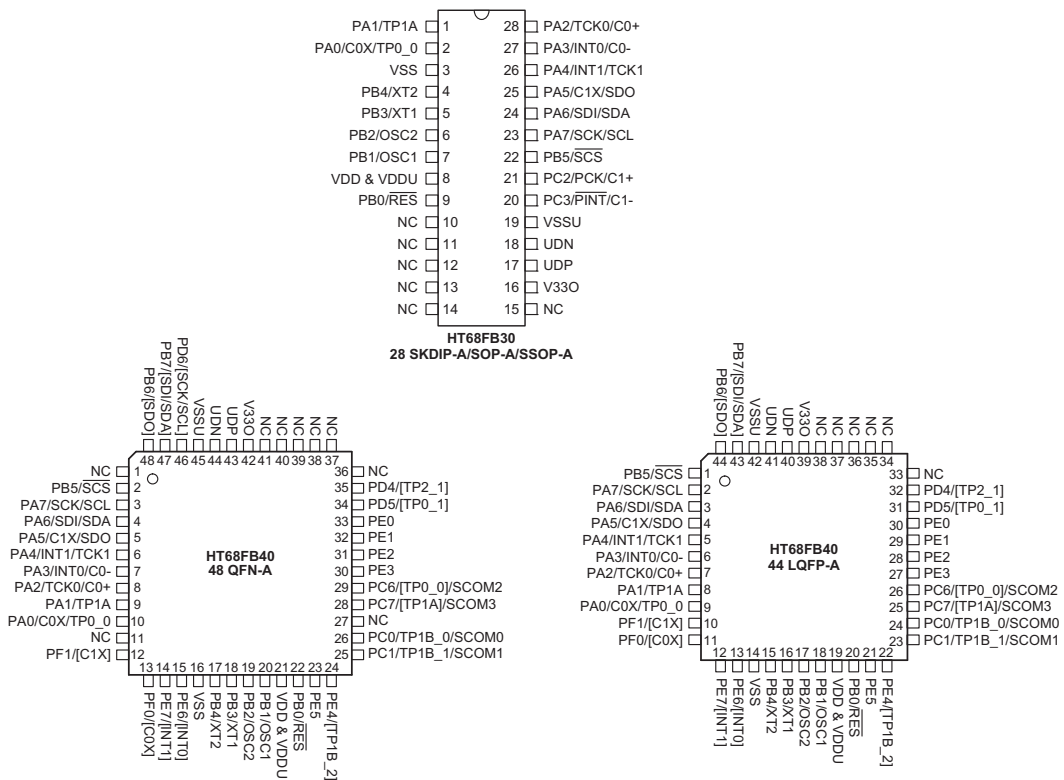 PA1/TP1A 1 28 PA2/TCK0/C0+
PA0/C0X/TP0_0 2 27 PA3/INT0/C0-
VSS 3 26 PA4/INT1/TCK1
PB4/XT2 4 25 PA5/C1X/SDO
PB3/XT1 5 24 PA6/SDI/SDA
PB2/OSC2 6 23 PA7/SCK/SCL
PB1/OSC1 7 22 PB5/SCS
VDD & VDDU 8 21 PC2/PCK/C1+
PB0/RES 9 20 PC3/PINT/C1-
NC 10 19 VSSU
NC 11 18 UDN
NC 12 17 UDP
NC 13 16 V33O
NC 14 15 NC
HT68FB30
28 SKDIP-A/SOP-A/SSOP-A
PB6/[SDO]
PB7/[SDI/SDA]
PD6/[SCK/SCL]
VSSU
UDN
UDP
V33O
NC
NC
NC
NC
NC
48 47 46 45 44 43 42 41 40 39 38 37
NC 1 36 NC
PB5/SCS 2 35 PD4/[TP2_1]
PA7/SCK/SCL 3 34 PD5/[TP0_1]
PA6/SDI/SDA 4 33 PE0
PA5/C1X/SDO 5 32 PE1
PA4/INT1/TCK1 6 31 PE2
PA3/INT0/C0- 7 30 PE3
PA2/TCK0/C0+ 8 29 PC6/[TP0_0]/SCOM2
PA1/TP1A 9 28 PC7/[TP1A]/SCOM3
PA0/C0X/TP0_0 10 27 NC
NC 11 26 PC0/TP1B_0/SCOM0
PF1/[C1X] 12 25 PC1/TP1B_1/SCOM1
HT68FB40
48 QFN-A
13 14 15 16 17 18 19 20 21 22 23 24
PF0/[C0X]
PE7/[INT1]
PE6/[INT0]
VSS
PB4/XT2
PB3/XT1
PB2/OSC2
PB1/OSC1
VDD & VDDU
PB0/RES
PE5
PE4/[TP1B_2]
PB6/[SDO]
PB7/[SDI/SDA]
VSSU
UDN
UDP
V33O
NC
NC
NC
NC
NC
44 43 42 41 40 39 38 37 36 35 34
PB5/SCS 1 33 NC
PA7/SCK/SCL 2 32 PD4/[TP2_1]
PA6/SDI/SDA 3 31 PD5/[TP0_1]
PA5/C1X/SDO 4 30 PE0
PA4/INT1/TCK1 5 29 PE1
PA3/INT0/C0- 6 28 PE2
PA2/TCK0/C0+ 7 27 PE3
PA1/TP1A 8 26 PC6/[TP0_0]/SCOM2
PA0/C0X/TP0_0 9 25 PC7/[TP1A]/SCOM3
PF1/[C1X] 10 24 PC0/TP1B_0/SCOM0
PF0/[C0X] 11 23 PC1/TP1B_1/SCOM1
HT68FB40
44 LQFP-A
12 13 14 15 16 17 18 19 20 21 22
PE7/[INT1]
PE6/[INT0]
VSS
PB4/XT2
PB3/XT1
PB2/OSC2
PB1/OSC1
VDD & VDDU
PB0/RES
PE5
PE4/[TP1B_2]